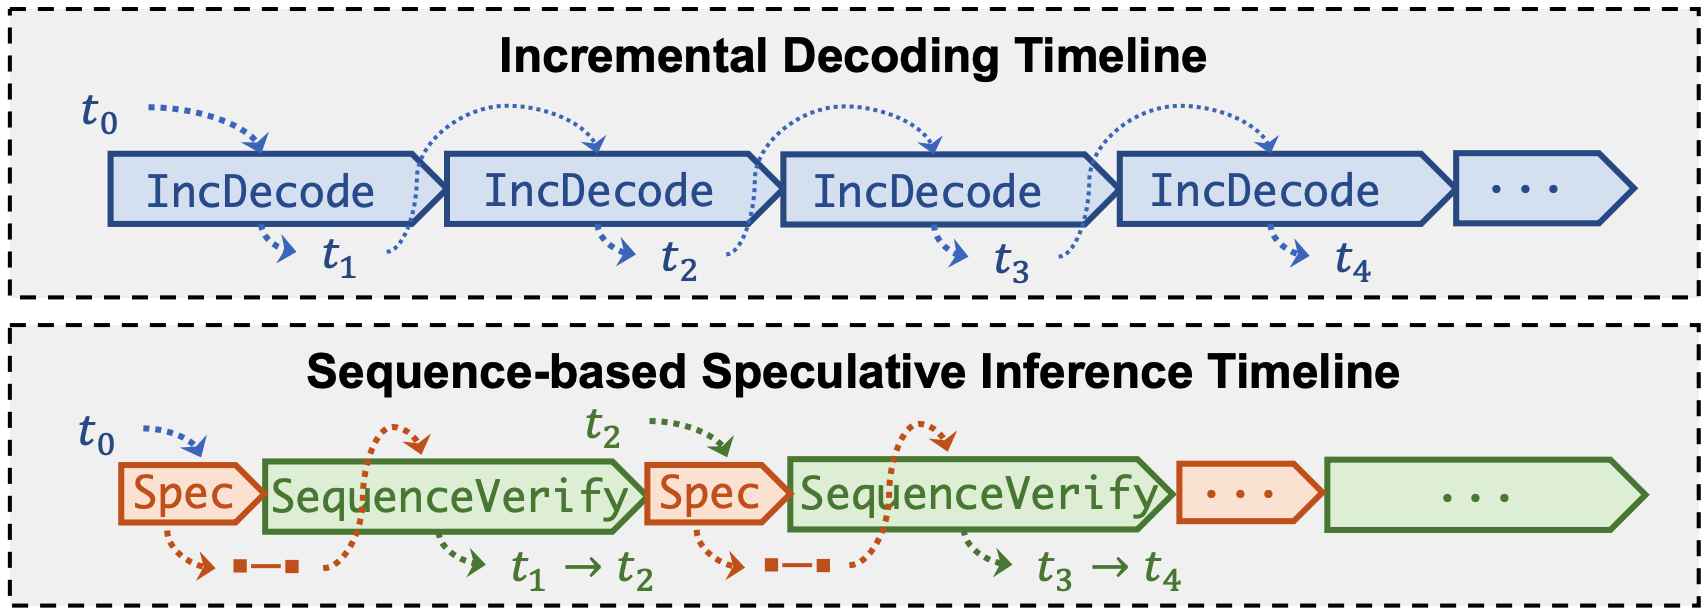 Incremental Decoding Timeline
t0
IncDecode IncDecode IncDecode IncDecode ...
t1 t2 t3 t4
Sequence-based Speculative Inference Timeline
t0 t2
Spec SequenceVerify Spec SequenceVerify ... ...
t1 → t2 t3 → t4